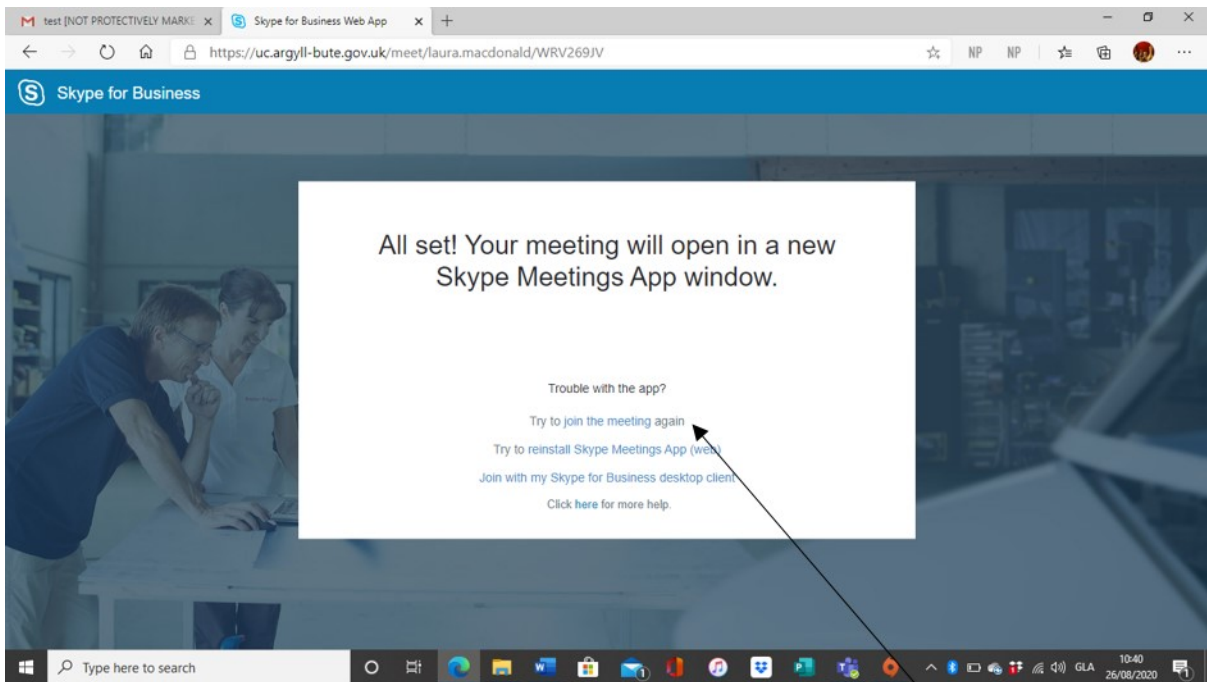 test [NOT PROTECTIVELY MARKE
Skype for Business Web App
https://uc.argyll-bute.gov.uk/meet/laura.macdonald/WRV269JV
NP NP
S Skype for Business
All set! Your meeting will open in a new
Skype Meetings App window.
Trouble with the app?
Try to join the meeting again
Try to reinstall Skype Meetings App (web)
Join with my Skype for Business desktop client
Click here for more help.
Type here to search
GLA
10:40
26/08/2020